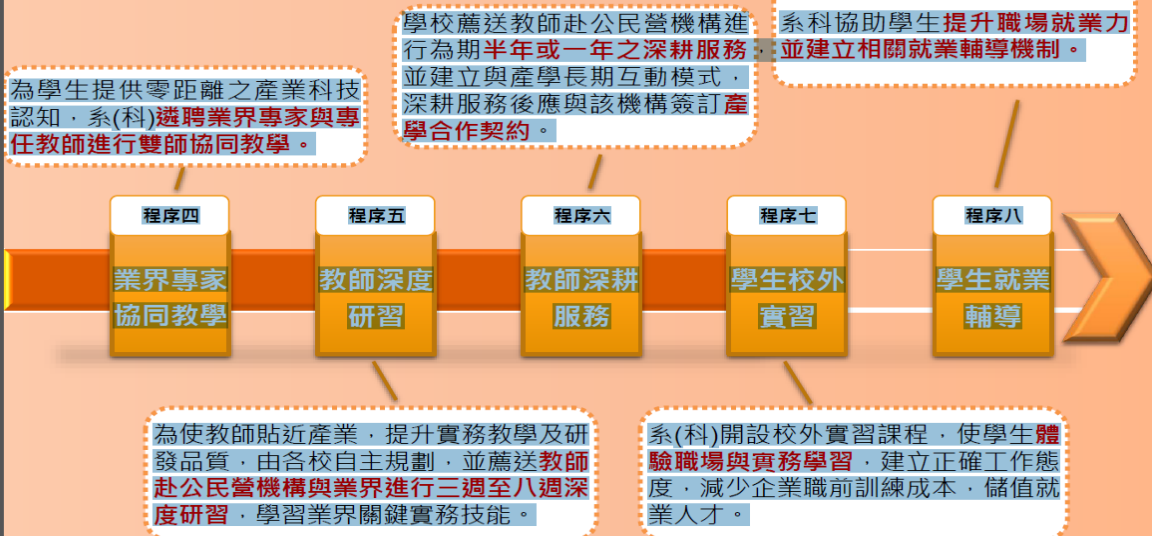 為學生提供零距離之產業科技
認知，系(科)遴聘業界專家與專
任教師進行雙師協同教學。
學校薦送教師赴公民營機構進
行為期半年或一年之深耕服務，
並建立與產學長期互動模式，
深耕服務後應與該機構簽訂產
學合作契約。
系科協助學生提升職場就業力
並建立相關就業輔導機制。
程序四
業界專家
協同教學
程序五
教師深度
研習
程序六
教師深耕
服務
程序七
學生校外
實習
程序八
學生就業
輔導
為使教師貼近產業，提升實務教學及研
發品質，由各校自主規劃，並薦送教師
赴公民營機構與業界進行三週至八週深
度研習，學習業界關鍵實務技能。
系(科)開設校外實習課程，使學生體
驗職場與實務學習，建立正確工作態
度，減少企業職前訓練成本，儲值就
業人才。